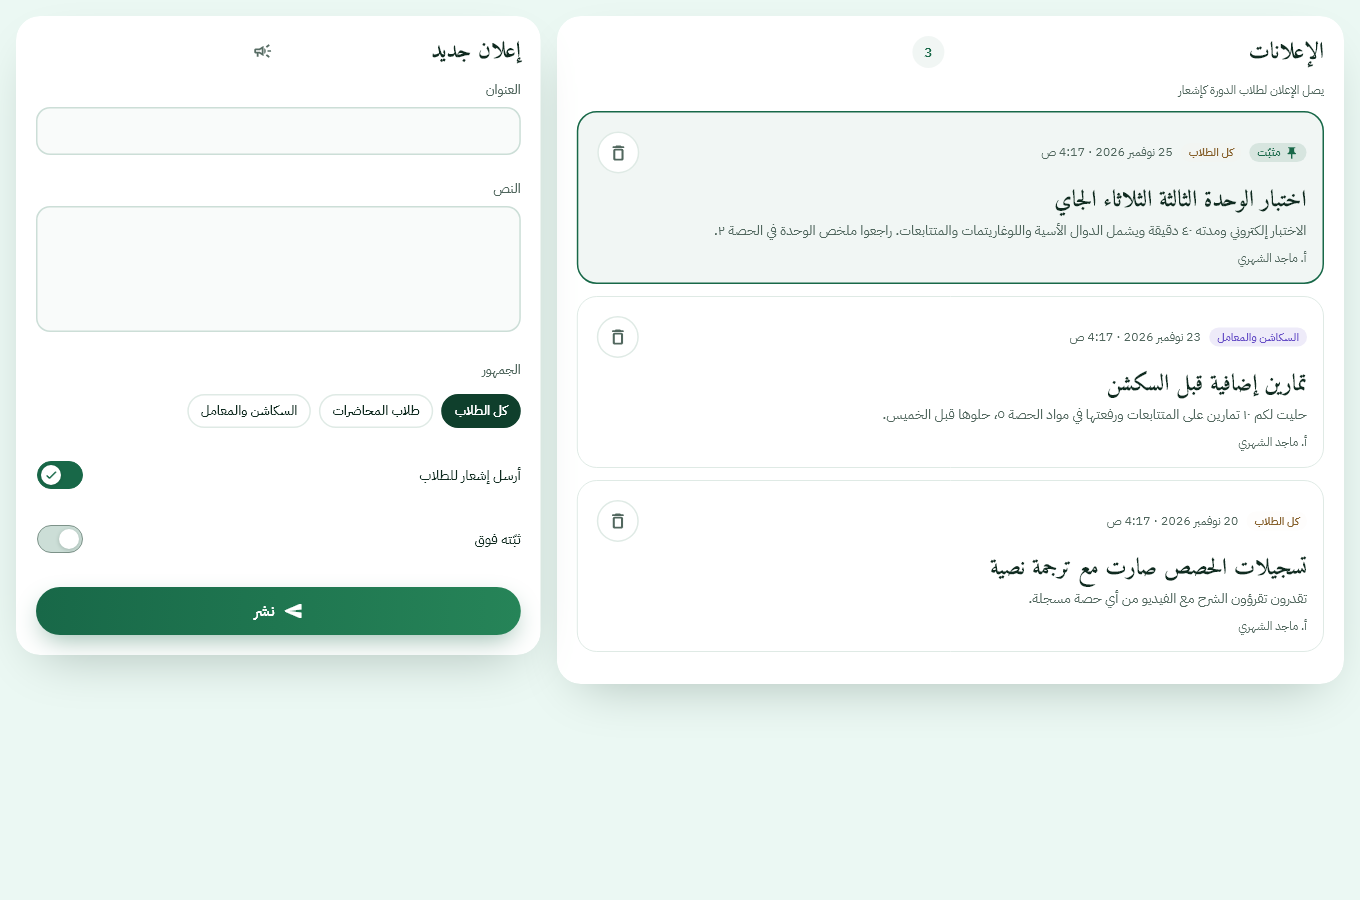 الإعلانات
3
يصل الإعلان لطلاب الدورة كإشعار
مثبّت كل الطلاب 25 نوفمبر 2026 · 4:17 ص
اختبار الوحدة الثالثة الثلاثاء الجاي
الاختبار إلكتروني ومدته ٤٠ دقيقة ويشمل الدوال الأسية واللوغاريتمات والمتتابعات. راجعوا ملخص الوحدة في الحصة ٢.
أ. ماجد الشهري
السكاشن والمعامل 23 نوفمبر 2026 · 4:17 ص
تمارين إضافية قبل السكشن
حليت لكم ١٠ تمارين على المتتابعات ورفعتها في مواد الحصة ٥، حلوها قبل الخميس.
أ. ماجد الشهري
كل الطلاب 20 نوفمبر 2026 · 4:17 ص
تسجيلات الحصص صارت مع ترجمة نصية
تقدرون تقرؤون الشرح مع الفيديو من أي حصة مسجلة.
أ. ماجد الشهري
إعلان جديد
العنوان
النص
الجمهور
كل الطلاب طلاب المحاضرات السكاشن والمعامل
أرسل إشعار للطلاب
ثبّته فوق
نشر